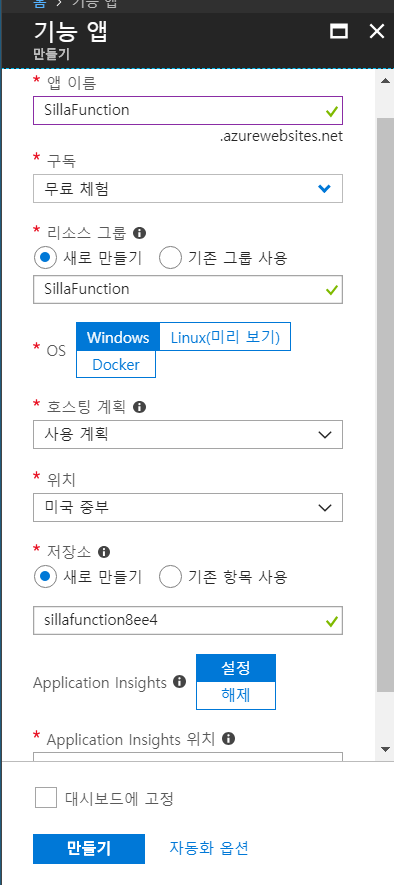 홈 > 기능 앱
기능 앱
만들기
* 앱 이름
SillaFunction
.azurewebsites.net
* 구독
무료 체험
* 리소스 그룹
새로 만들기 기존 그룹 사용
SillaFunction
* OS Windows Linux(미리 보기)
Docker
* 호스팅 계획
사용 계획
* 위치
미국 중부
* 저장소
새로 만들기 기존 항목 사용
sillafunction8ee4
Application Insights 설정
해제
* Application Insights 위치
대시보드에 고정
만들기 자동화 옵션